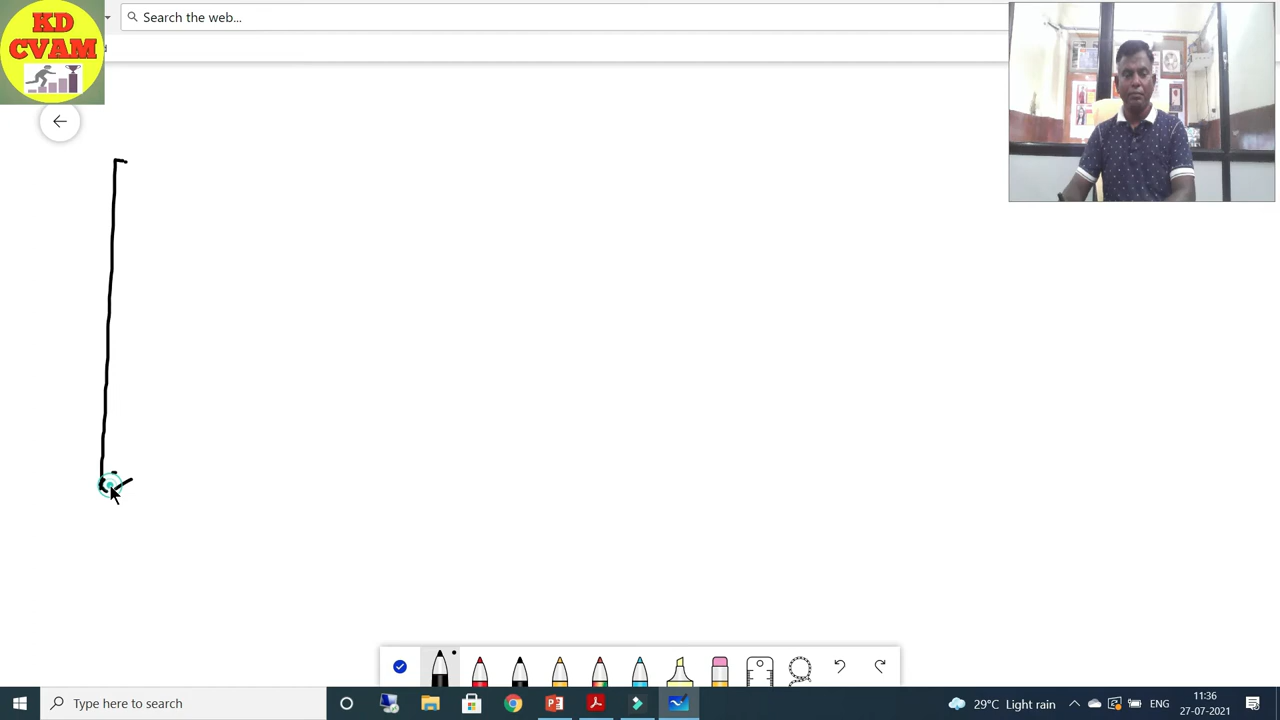 KD
CVAM
Search the web...
Type here to search
29°C Light rain
ENG
11:36
27-07-2021